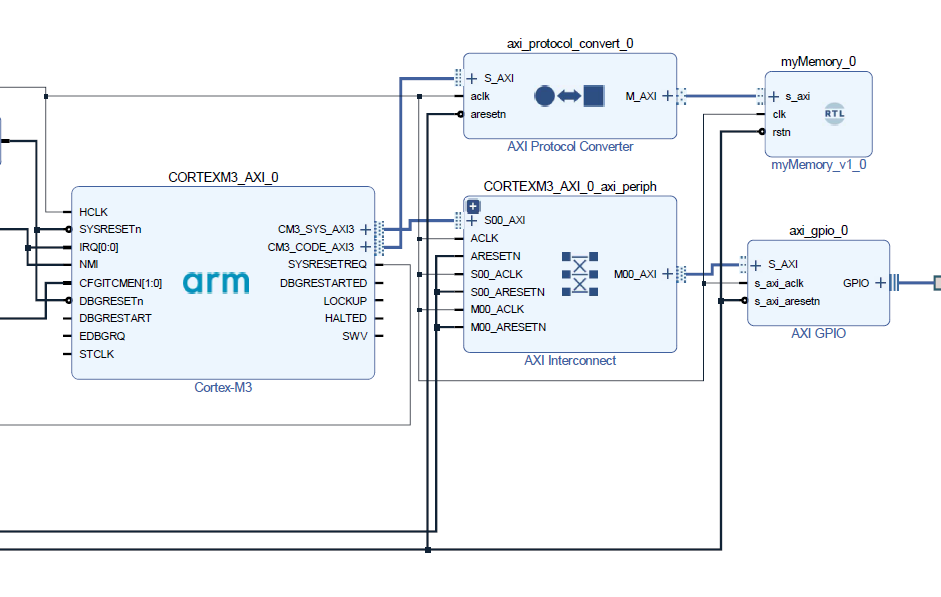 axi_protocol_convert_0
S_AXI
aclk
aresetn
M_AXI
AXI Protocol Converter
myMemory_0
s_axi
clk
rstn
RTL
myMemory_v1_0
CORTEXM3_AXI_0
HCLK
SYSRESETn
IRQ[0:0]
NMI
CFGITCMEN[1:0]
DBGRESETn
DBGRESTART
EDBGRQ
STCLK
arm
CM3_SYS_AXI3
CM3_CODE_AXI3
SYSRESETREQ
DBGRESTARTED
LOCKUP
HALTED
SWV
Cortex-M3
CORTEXM3_AXI_0_axi_periph
S00_AXI
ACLK
ARESETN
S00_ACLK
S00_ARESETN
M00_ACLK
M00_ARESETN
M00_AXI
AXI Interconnect
axi_gpio_0
S_AXI
s_axi_aclk
s_axi_aresetn
GPIO
AXI GPIO